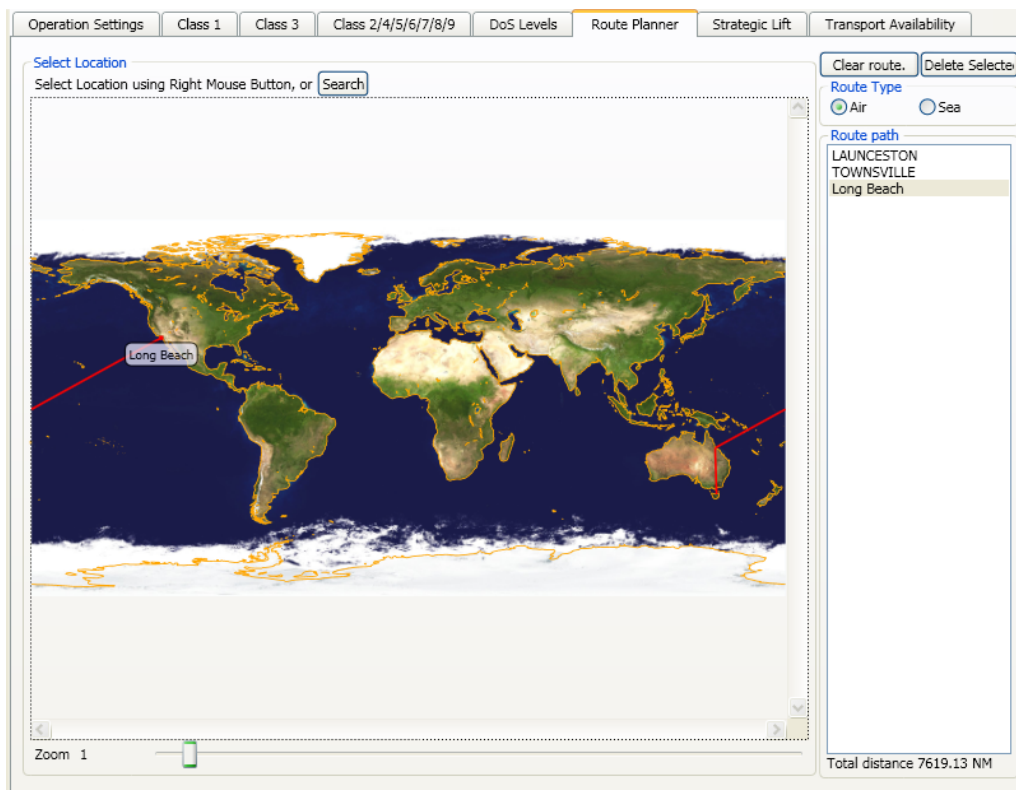 Operation Settings Class 1 Class 3 Class 2/4/5/6/7/8/9 DoS Levels Route Planner Strategic Lift Transport Availability
Select Location
Select Location using Right Mouse Button, or Search
Clear route. Delete Selecte
Route Type
Air Sea
Route path
LAUNCESTON
TOWNSVILLE
Long Beach
Long Beach
Zoom 1
Total distance 7619.13 NM